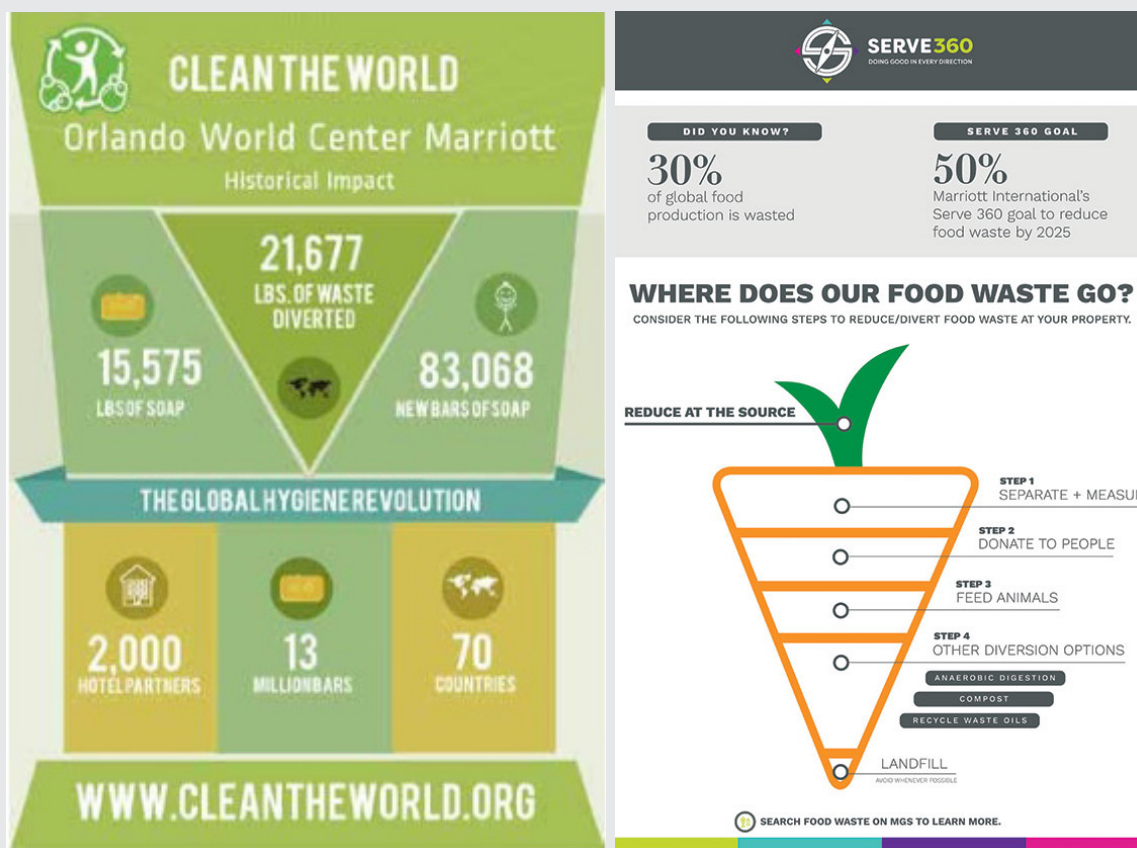 CLEAN THE WORLD
Orlando World Center Marriott
Historical Impact
21,677
LBS. OF WASTE
DIVERTED
15,575
LBS OF SOAP
83,068
NEW BARS OF SOAP
THE GLOBAL HYGIENE REVOLUTION
2,000
HOTEL PARTNERS
13
MILLION BARS
70
COUNTRIES
WWW.CLEANTHEWORLD.ORG
SERVE360
DOING GOOD IN EVERY DIRECTION
DID YOU KNOW?
30%
of global food
production is wasted
SERVE 360 GOAL
50%
Marriott International's
Serve 360 goal to reduce
food waste by 2025
WHERE DOES OUR FOOD WASTE GO?
CONSIDER THE FOLLOWING STEPS TO REDUCE/DIVERT FOOD WASTE AT YOUR PROPERTY.
REDUCE AT THE SOURCE
STEP 1
SEPARATE + MEASU
STEP 2
DONATE TO PEOPLE
STEP 3
FEED ANIMALS
STEP 4
OTHER DIVERSION OPTIONS
ANAEROBIC DIGESTION
COMPOST
RECYCLE WASTE OILS
LANDFILL
AVOID WHENEVER POSSIBLE
SEARCH FOOD WASTE ON MGS TO LEARN MORE.